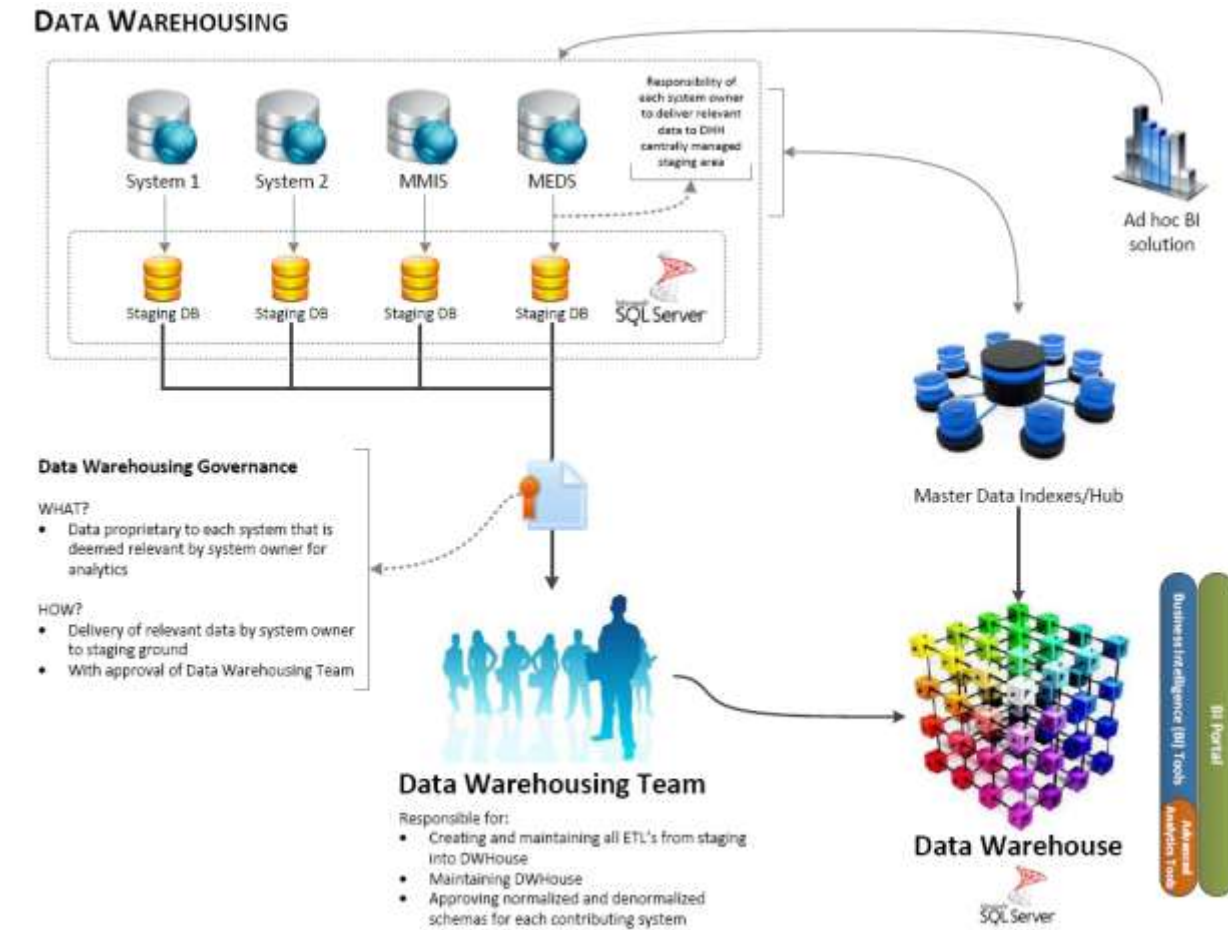 DATA WAREHOUSING
Responsibility of
each system owner
to deliver relevant
data to DHH
centrally managed
staging area
System 1
System 2
MMIS
MEDS
Ad hoc BI
solution
Staging DB
Staging DB
Staging DB
Staging DB
Microsoft
SQL Server
Data Warehousing Governance
WHAT?
• Data proprietary to each system that is
deemed relevant by system owner for
analytics
HOW?
• Delivery of relevant data by system owner
to staging ground
• With approval of Data Warehousing Team
Master Data Indexes/Hub
Business Intelligence (BI) Tools
Advanced
Analytics Tools
BI Portal
Data Warehousing Team
Responsible for:
• Creating and maintaining all ETL's from staging
into DWHouse
• Maintaining DWHouse
• Approving normalized and denormalized
schemas for each contributing system
Data Warehouse
Microsoft
SQL Server